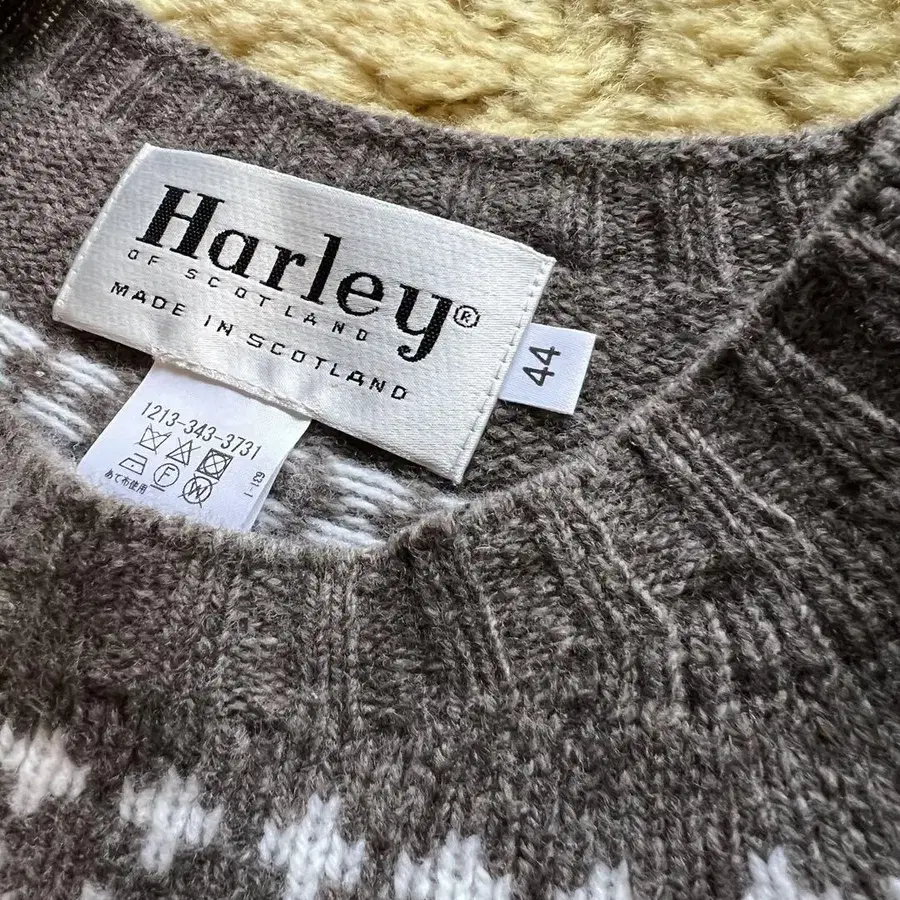 Harley®
OF SCOTLAND
MADE IN SCOTLAND
44
1213-343-3731
F W
あて布使用